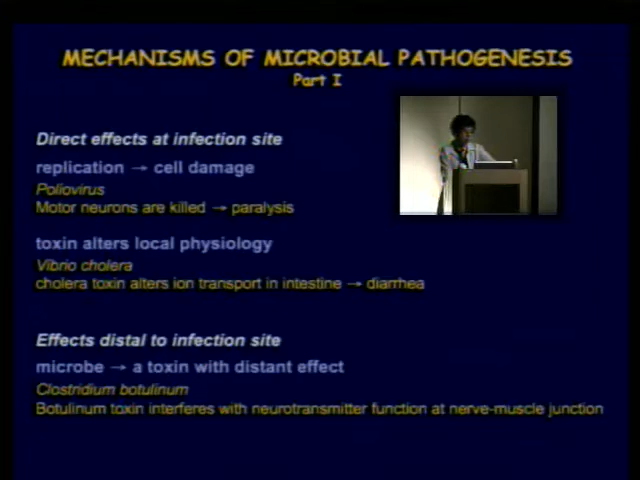 MECHANISMS OF MICROBIAL PATHOGENESIS
Part I
Direct effects at infection site
replication → cell damage
Poliovirus
Motor neurons are killed → paralysis
toxin alters local physiology
Vibrio cholera
cholera toxin alters ion transport in intestine → diarrhea
Effects distal to infection site
microbe → a toxin with distant effect
Clostridium botulinum
Botulinum toxin interferes with neurotransmitter function at nerve-muscle junction